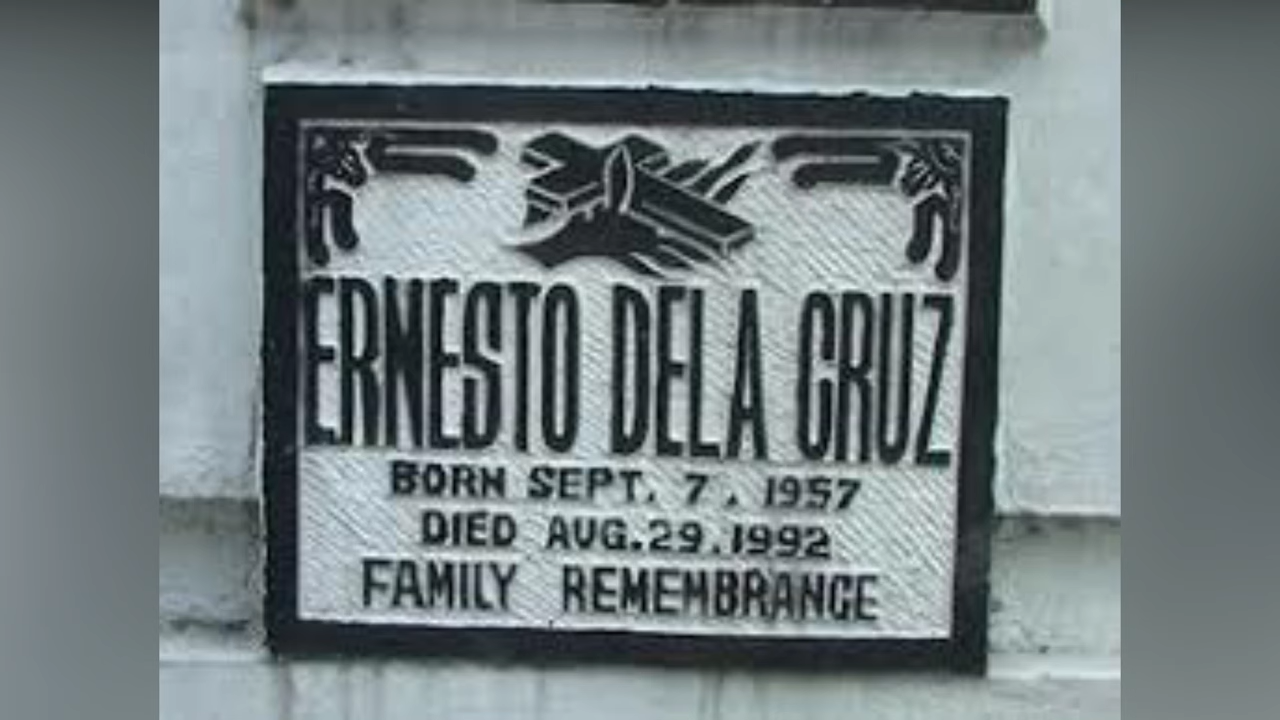 ERNESTO DELA CRUZ
BORN SEPT. 7, 1957
DIED AUG.29,1992
FAMILY REMEMBRANCE